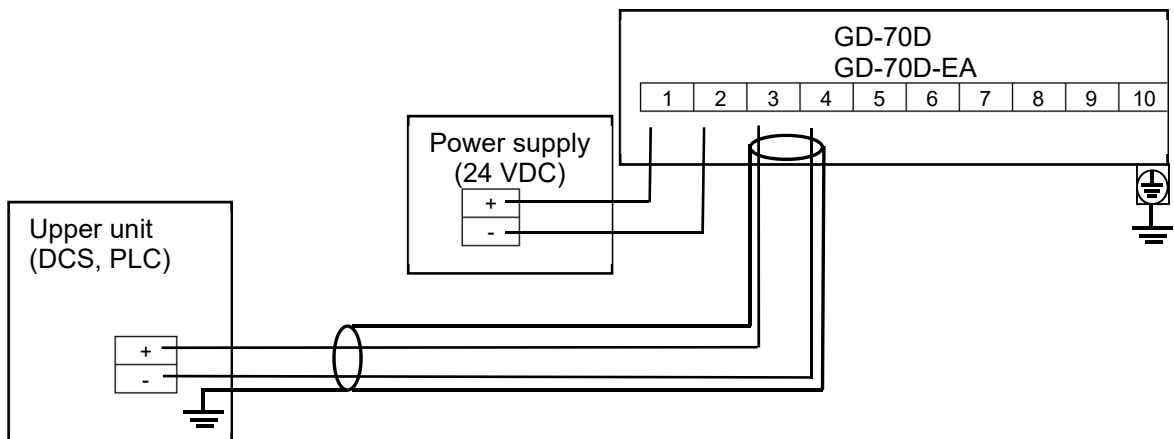 GD-70D
GD-70D-EA
1 2 3 4 5 6 7 8 9 10
Power supply
(24 VDC)
+
-
Upper unit
(DCS, PLC)
+
-